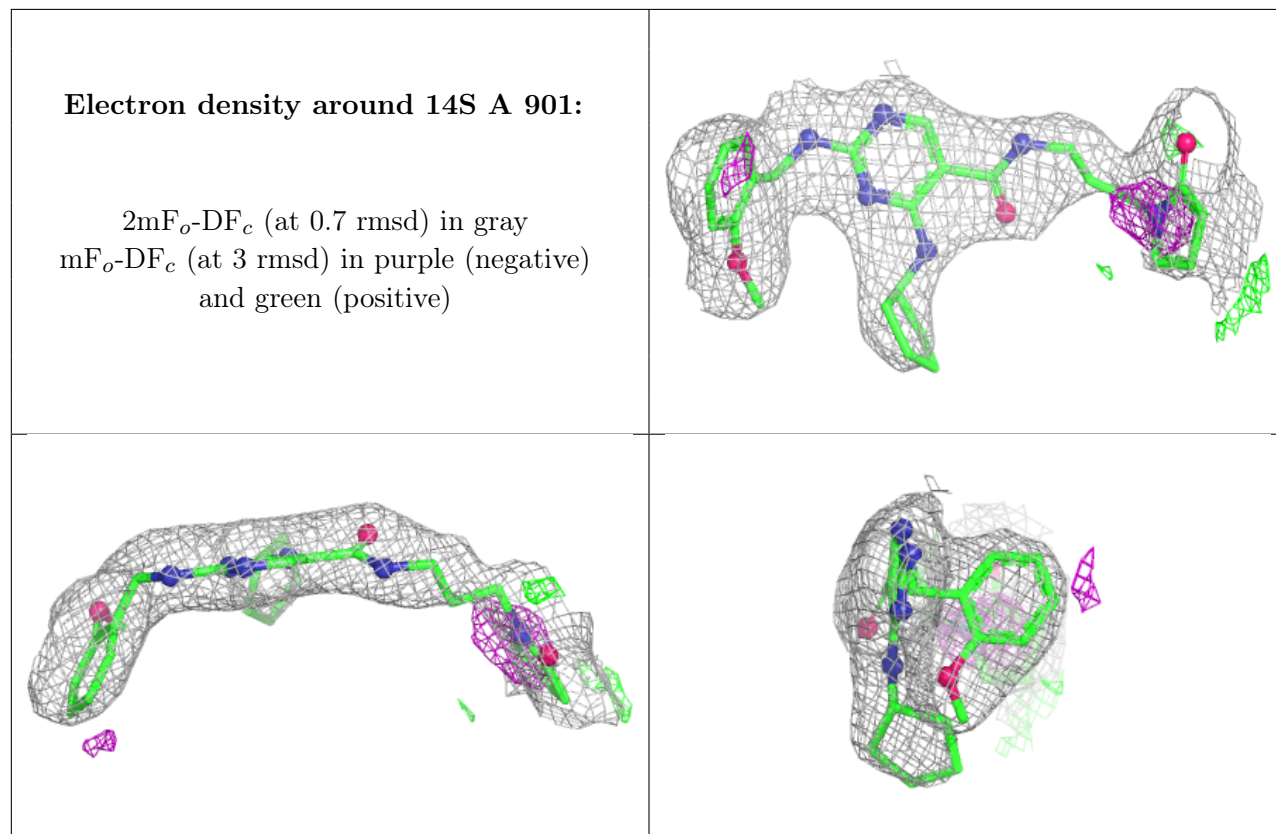 Electron density around 14S A 901:
2mFo-DFc (at 0.7 rmsd) in gray
mFo-DFc (at 3 rmsd) in purple (negative)
and green (positive)